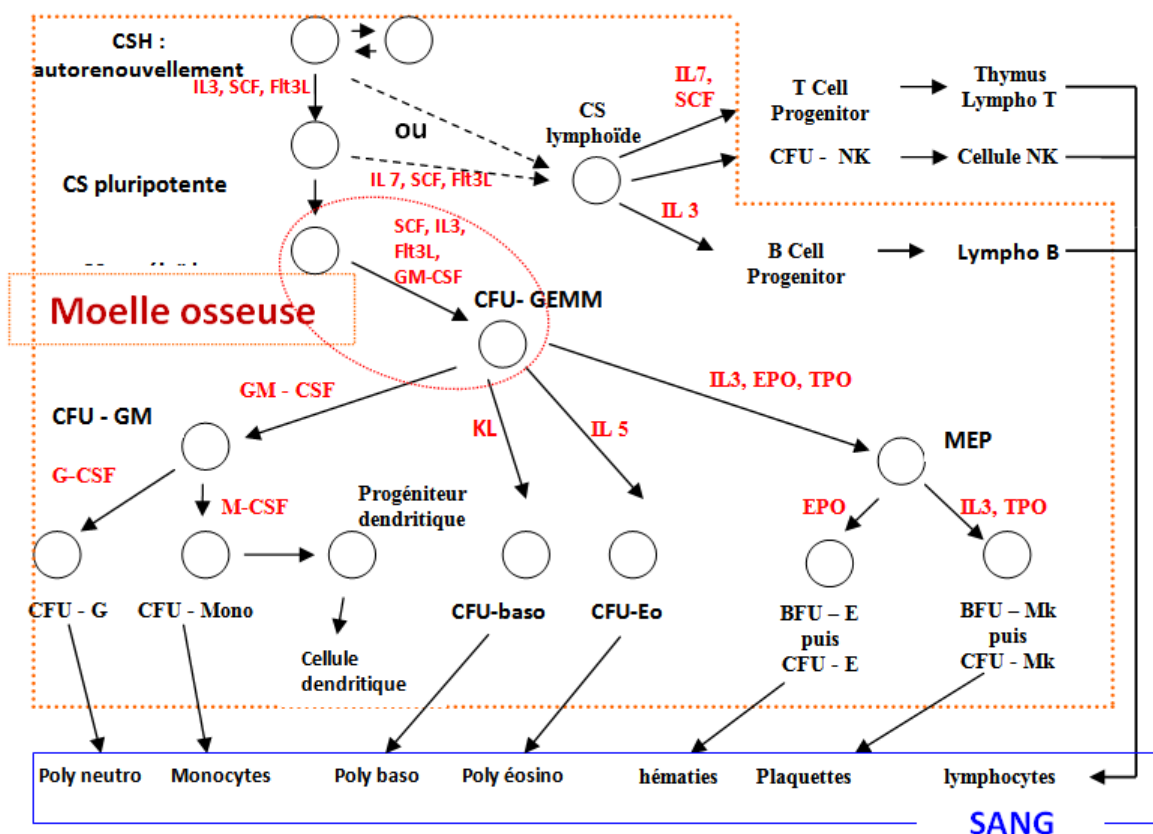 CSH :
autorenouvellement
IL3, SCF, Flt3L
ou
CS
lymphoïde
IL7,
SCF
T Cell
Progenitor
Thymus
Lympho T
CFU - NK
Cellule NK
CS pluripotente
IL 7, SCF, Flt3L
IL 3
B Cell
Progenitor
Lympho B
SCF, IL3,
Flt3L,
GM-CSF
Moelle osseuse
CFU- GEMM
GM - CSF
CFU - GM
KL
IL 5
IL3, EPO, TPO
MEP
G-CSF
M-CSF
Progéniteur
dendritique
EPO
IL3, TPO
CFU - G
CFU - Mono
CFU-baso
CFU-Eo
BFU – E
puis
CFU - E
BFU – Mk
puis
CFU - Mk
Cellule
dendritique
Poly neutro
Monocytes
Poly baso
Poly éosino
hématies
Plaquettes
lymphocytes
SANG